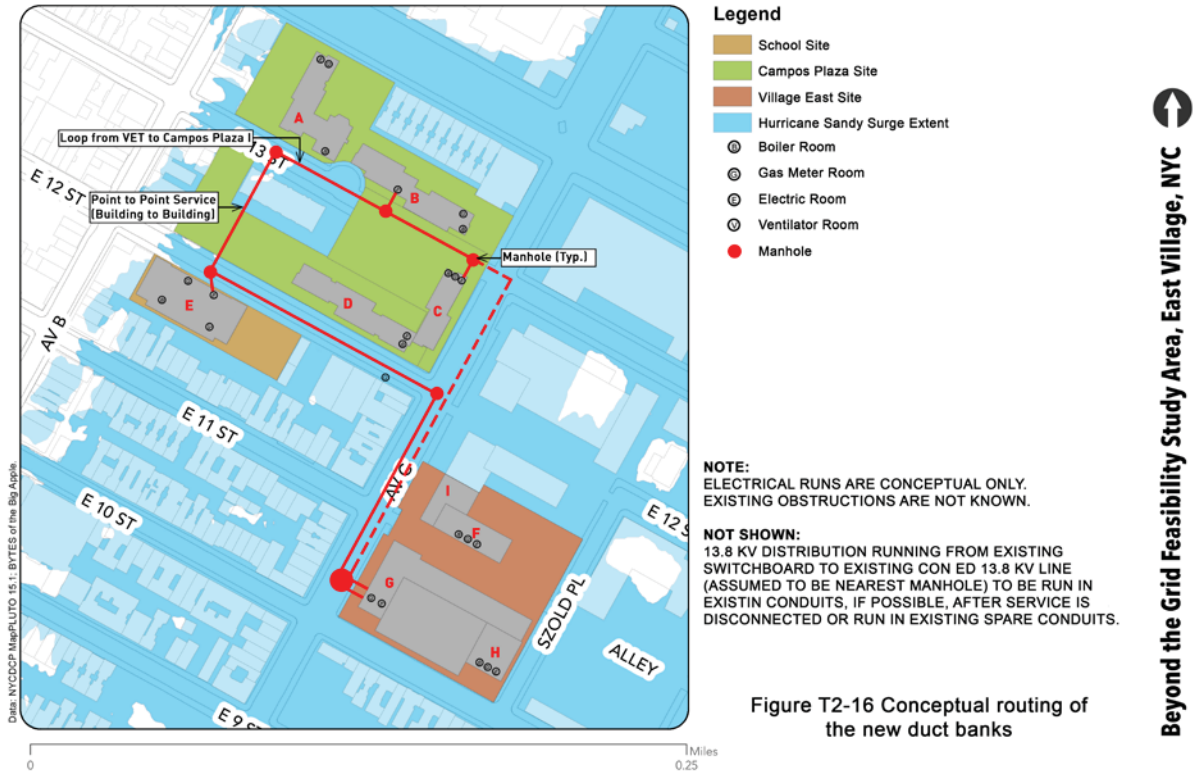 Loop from VET to Campos Plaza I
13 ST
E 12 ST
Point to Point Service
(Building to Building)
Manhole (Typ.)
A
B
C
D
E
AV B
E 11 ST
AV C
E 10 ST
I
F
G
H
E 12 S
SZOLD PL
ALLEY
E 9 ST
Data: NYCDCP MapPLUTO 15.1; BYTES of the Big Apple.
0
0.25
Miles
Legend
School Site
Campos Plaza Site
Village East Site
Hurricane Sandy Surge Extent
B Boiler Room
G Gas Meter Room
E Electric Room
V Ventilator Room
Manhole
NOTE:
ELECTRICAL RUNS ARE CONCEPTUAL ONLY.
EXISTING OBSTRUCTIONS ARE NOT KNOWN.
NOT SHOWN:
13.8 KV DISTRIBUTION RUNNING FROM EXISTING
SWITCHBOARD TO EXISTING CON ED 13.8 KV LINE
(ASSUMED TO BE NEAREST MANHOLE) TO BE RUN IN
EXISTIN CONDUITS, IF POSSIBLE, AFTER SERVICE IS
DISCONNECTED OR RUN IN EXISTING SPARE CONDUITS.
Figure T2-16 Conceptual routing of
the new duct banks
Beyond the Grid Feasibility Study Area, East Village, NYC